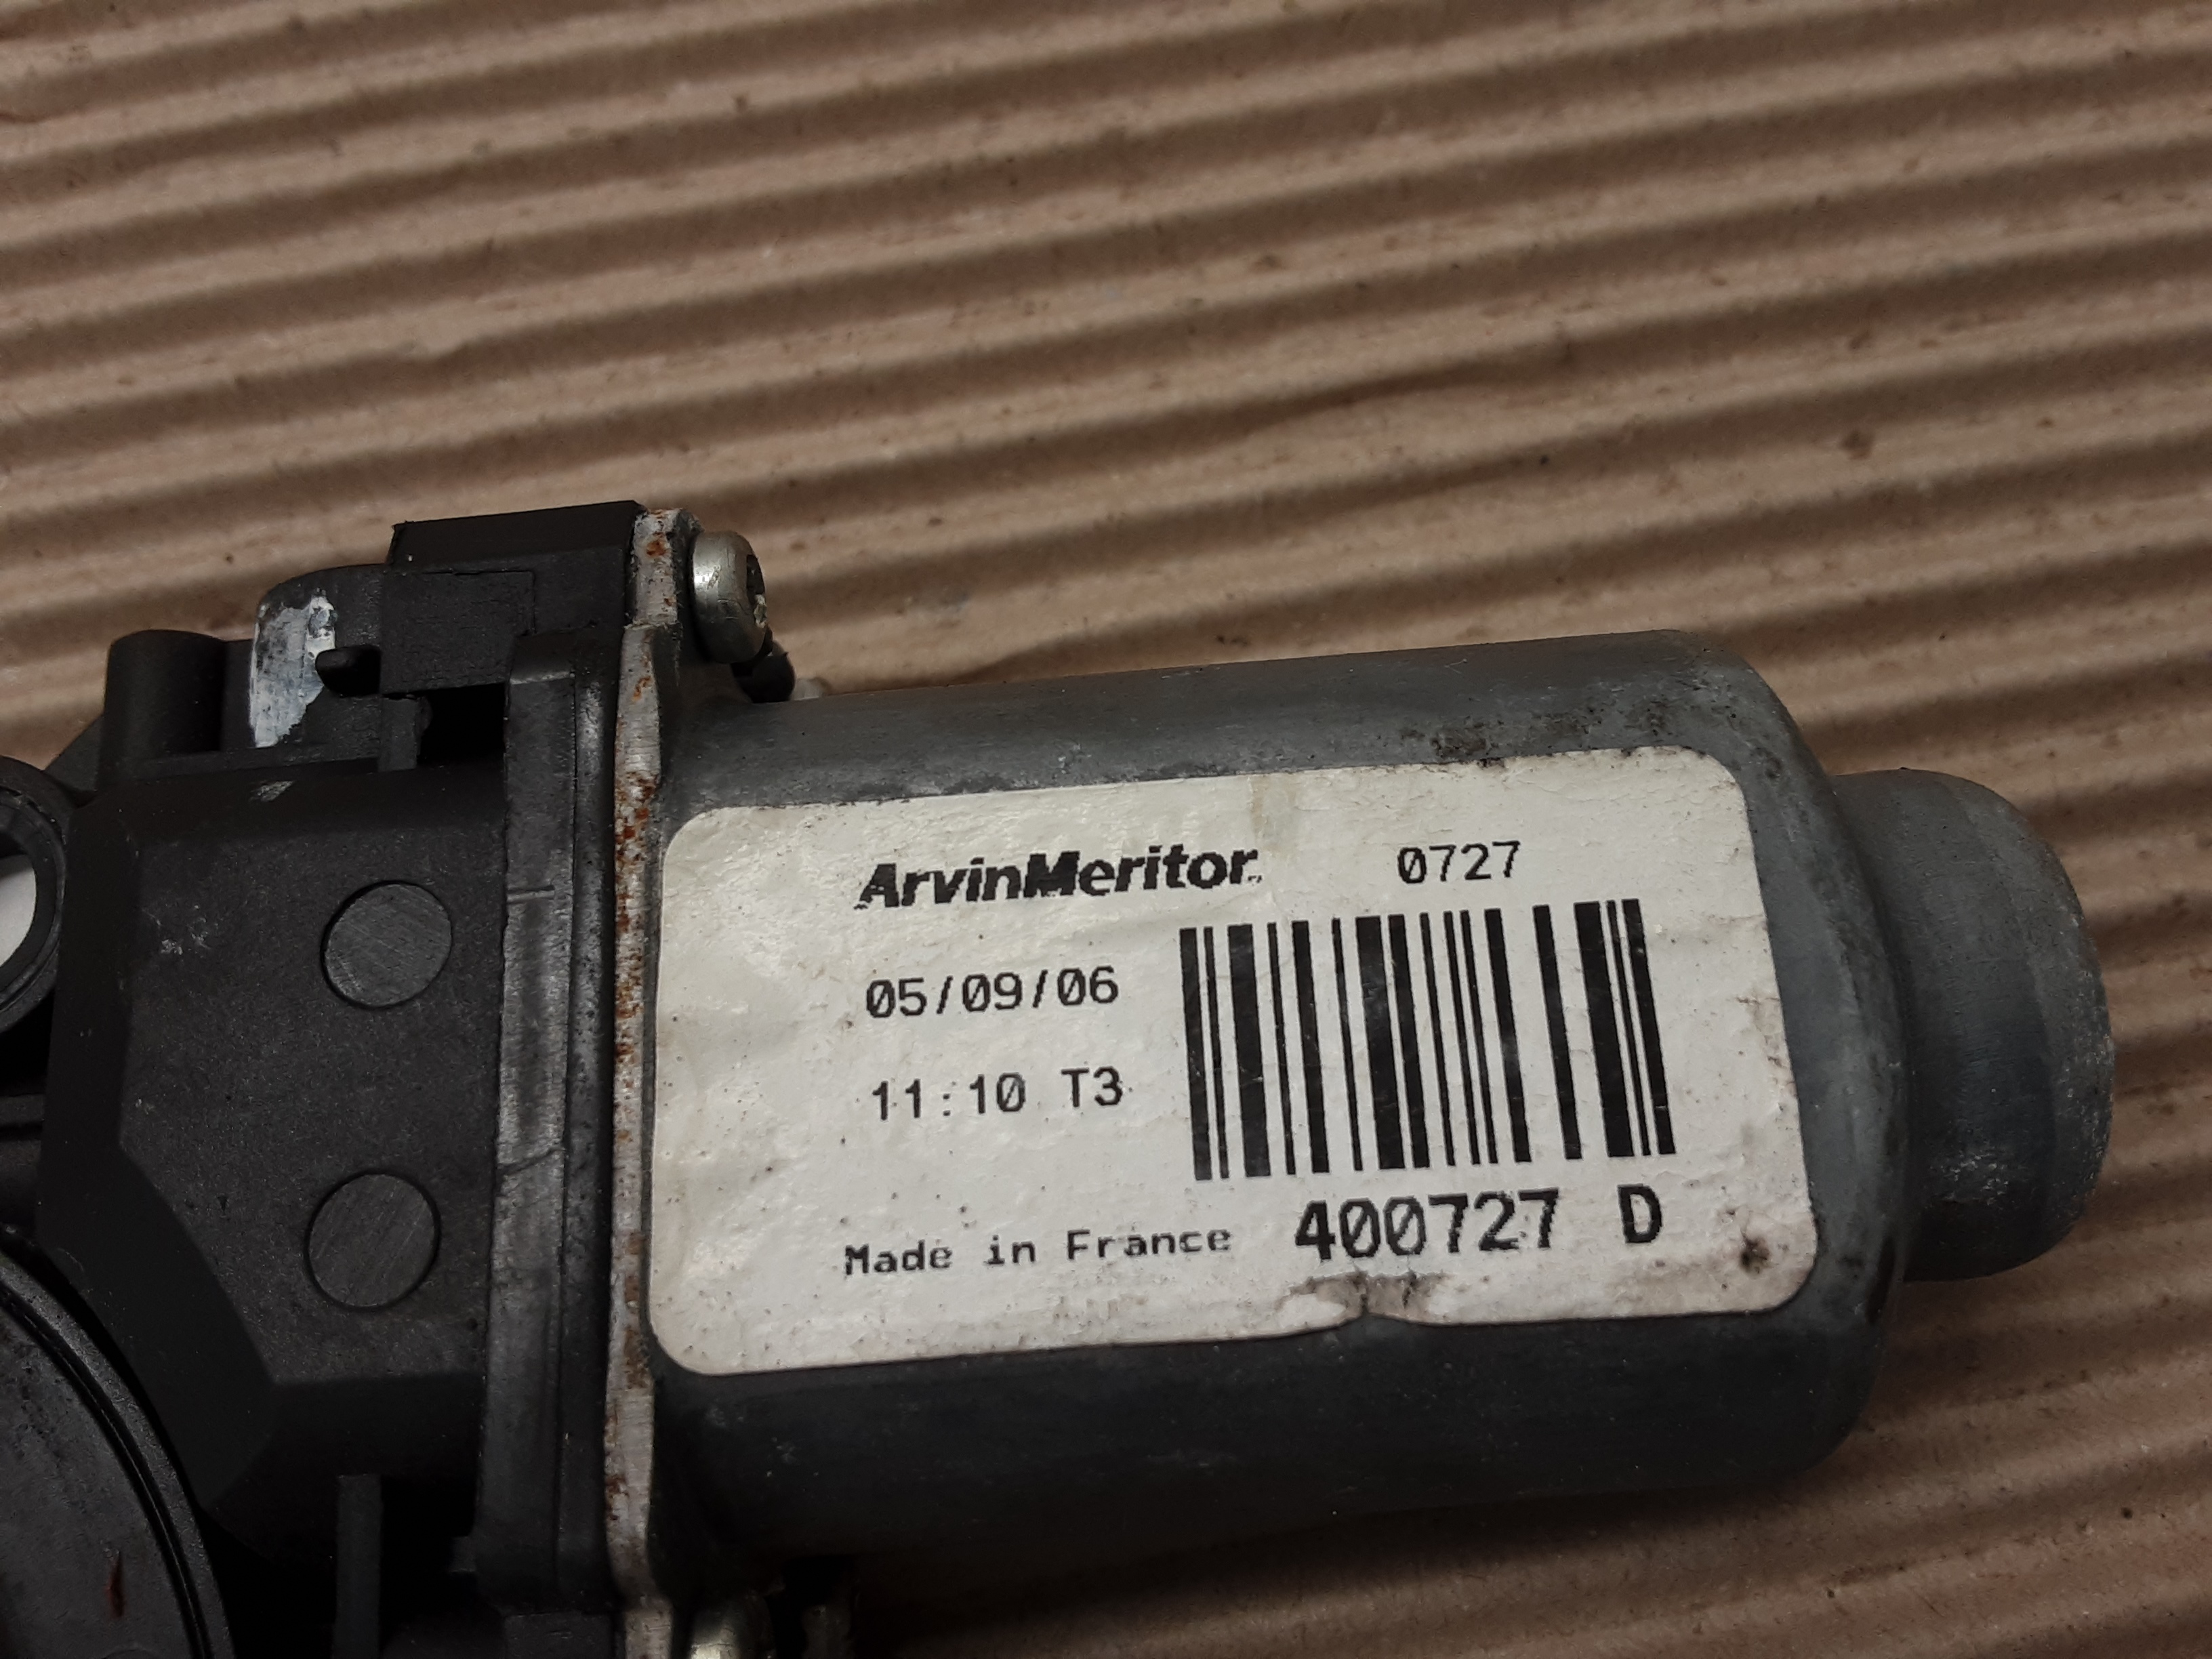 ArvinMeritor 0727
05/09/06
11:10 T3
Made in France 400727 D